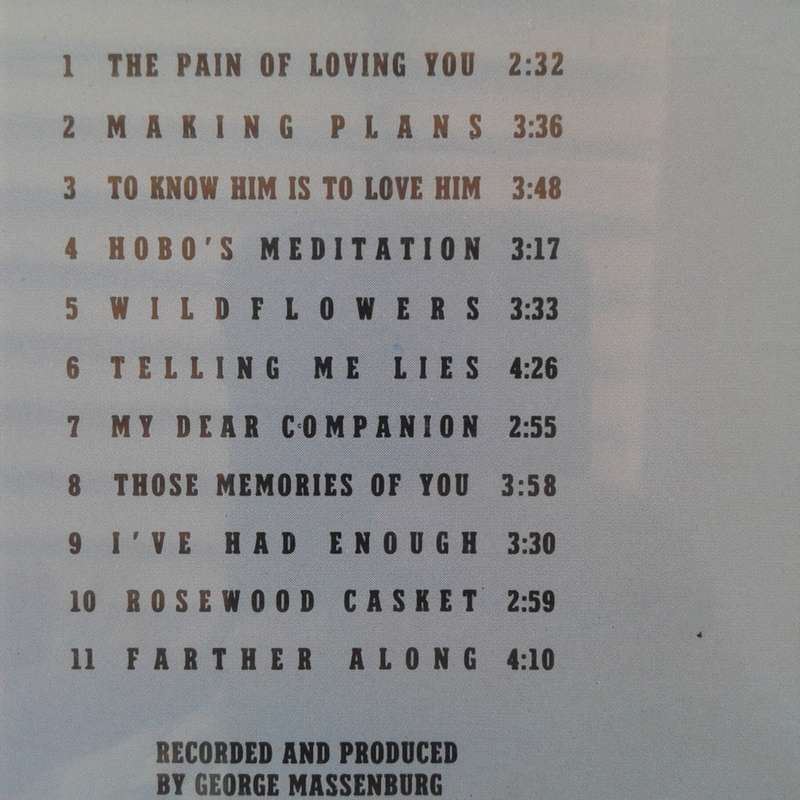 1 THE PAIN OF LOVING YOU 2:32
2 MAKING PLANS 3:36
3 TO KNOW HIM IS TO LOVE HIM 3:48
4 HOBO'S MEDITATION 3:17
5 WILDFLOWERS 3:33
6 TELLING ME LIES 4:26
7 MY DEAR COMPANION 2:55
8 THOSE MEMORIES OF YOU 3:58
9 I'VE HAD ENOUGH 3:30
10 ROSEWOOD CASKET 2:59
11 FARTHER ALONG 4:10
RECORDED AND PRODUCED
BY GEORGE MASSENBURG